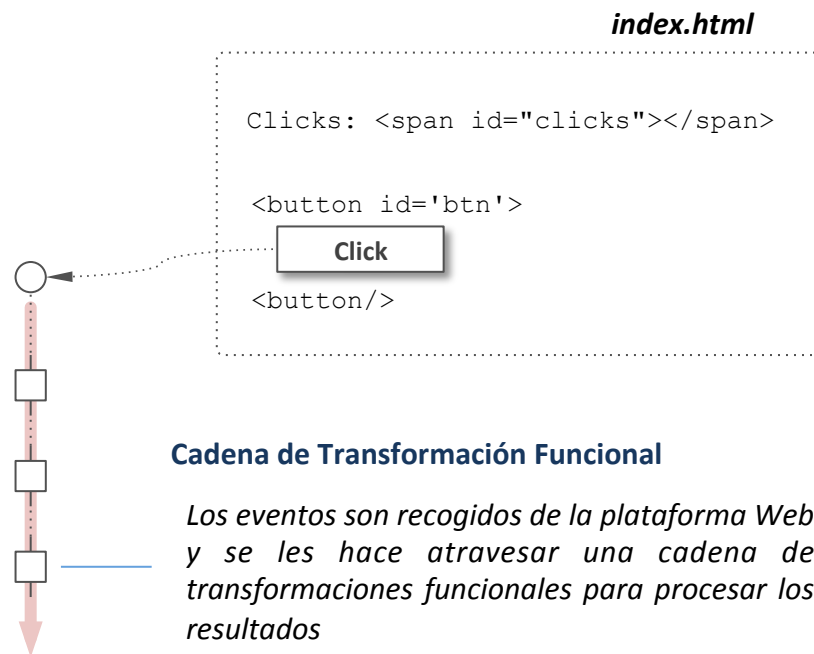 index.html
Clicks: <span id="clicks"></span>
<button id='btn'>
Click
<button/>
Cadena de Transformación Funcional
Los eventos son recogidos de la plataforma Web
y se les hace atravesar una cadena de
transformaciones funcionales para procesar los
resultados